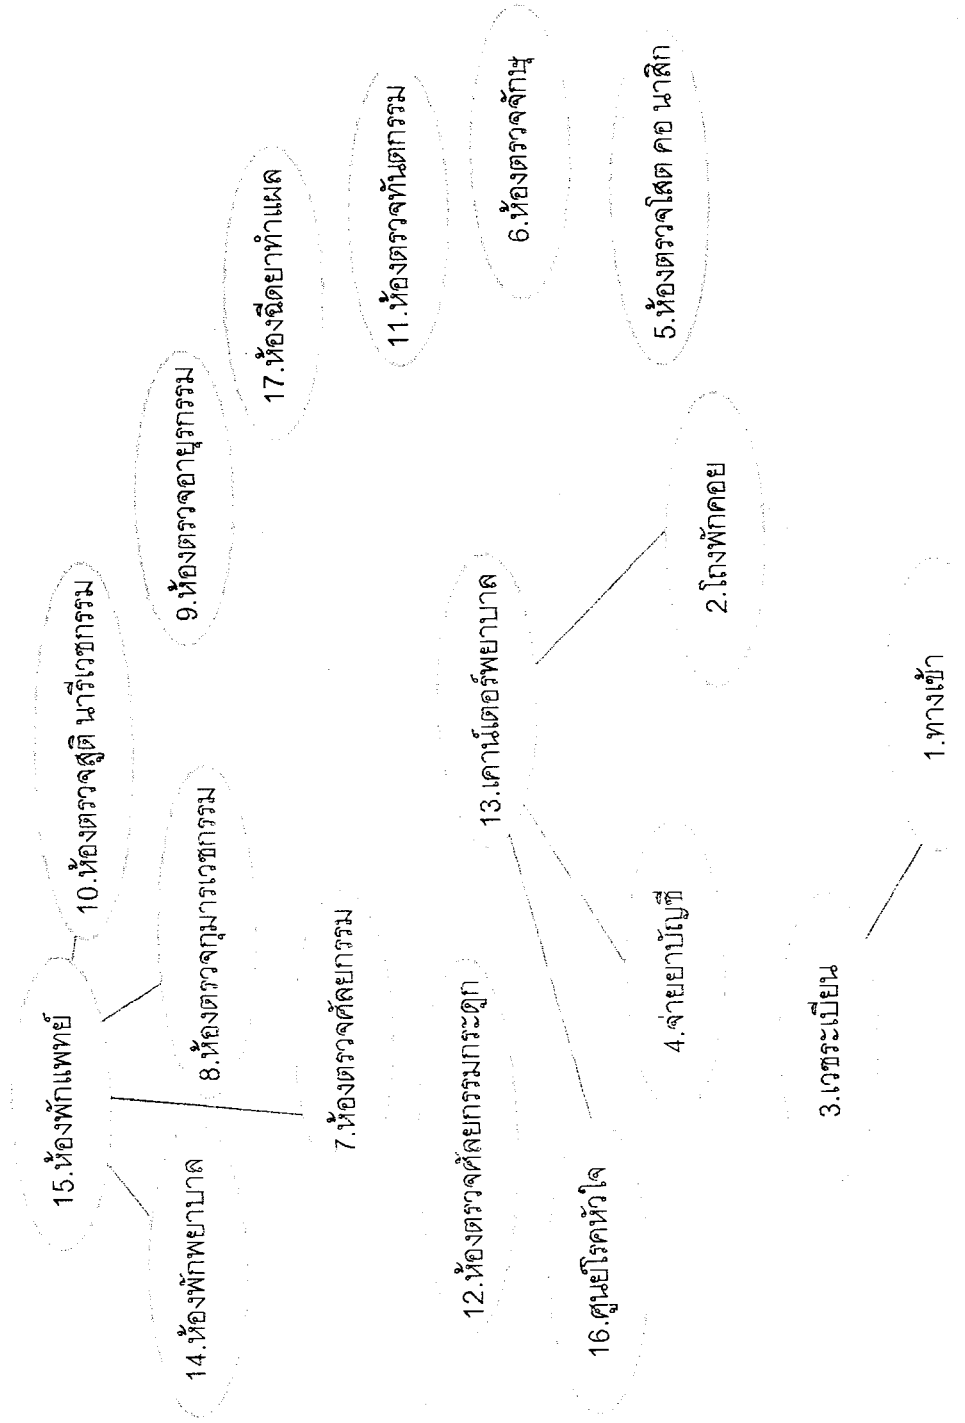 15.ห้องพักแพทย์
10.ห้องตรวจสูติ นารีเวชกรรม
14.ห้องพักพยาบาล
8.ห้องตรวจกุมารเวชกรรม
9.ห้องตรวจอายุรกรรม
17.ห้องฉีดยาทำแผล
7.ห้องตรวจศัลยกรรม
11.ห้องตรวจทันตกรรม
12.ห้องตรวจศัลยกรรมกระดูก
13.เคาน์เตอร์พยาบาล
6.ห้องตรวจจักษุ
16.ศูนย์โรคหัวใจ
4.จ่ายยาบัญชี
2.โถงพักคอย
5.ห้องตรวจโสต คอ นาสิก
3.เวชระเบียน
1.ทางเข้า